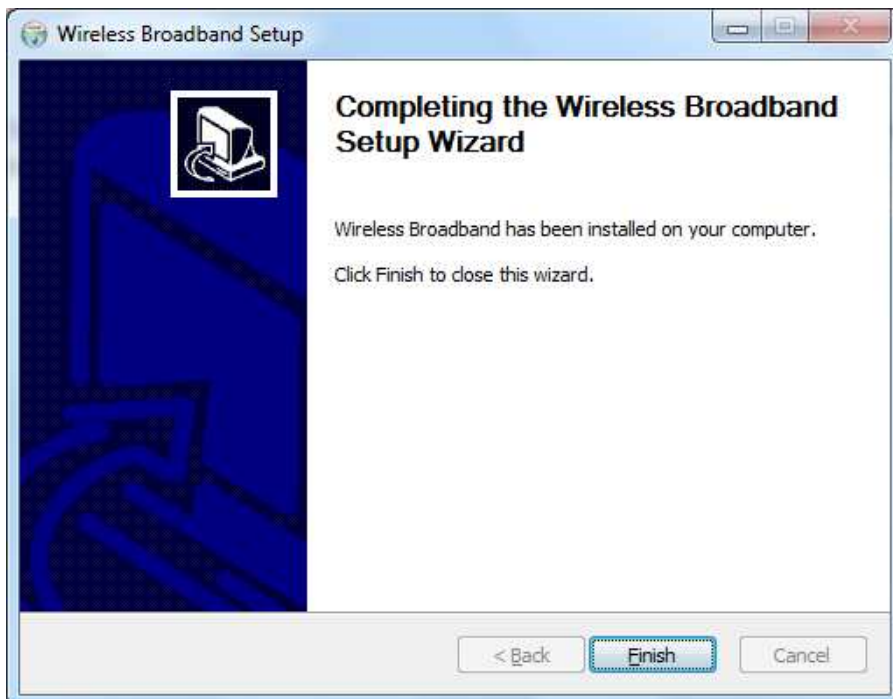 Wireless Broadband Setup
Completing the Wireless Broadband
Setup Wizard
Wireless Broadband has been installed on your computer.
Click Finish to close this wizard.
< Back Finish Cancel